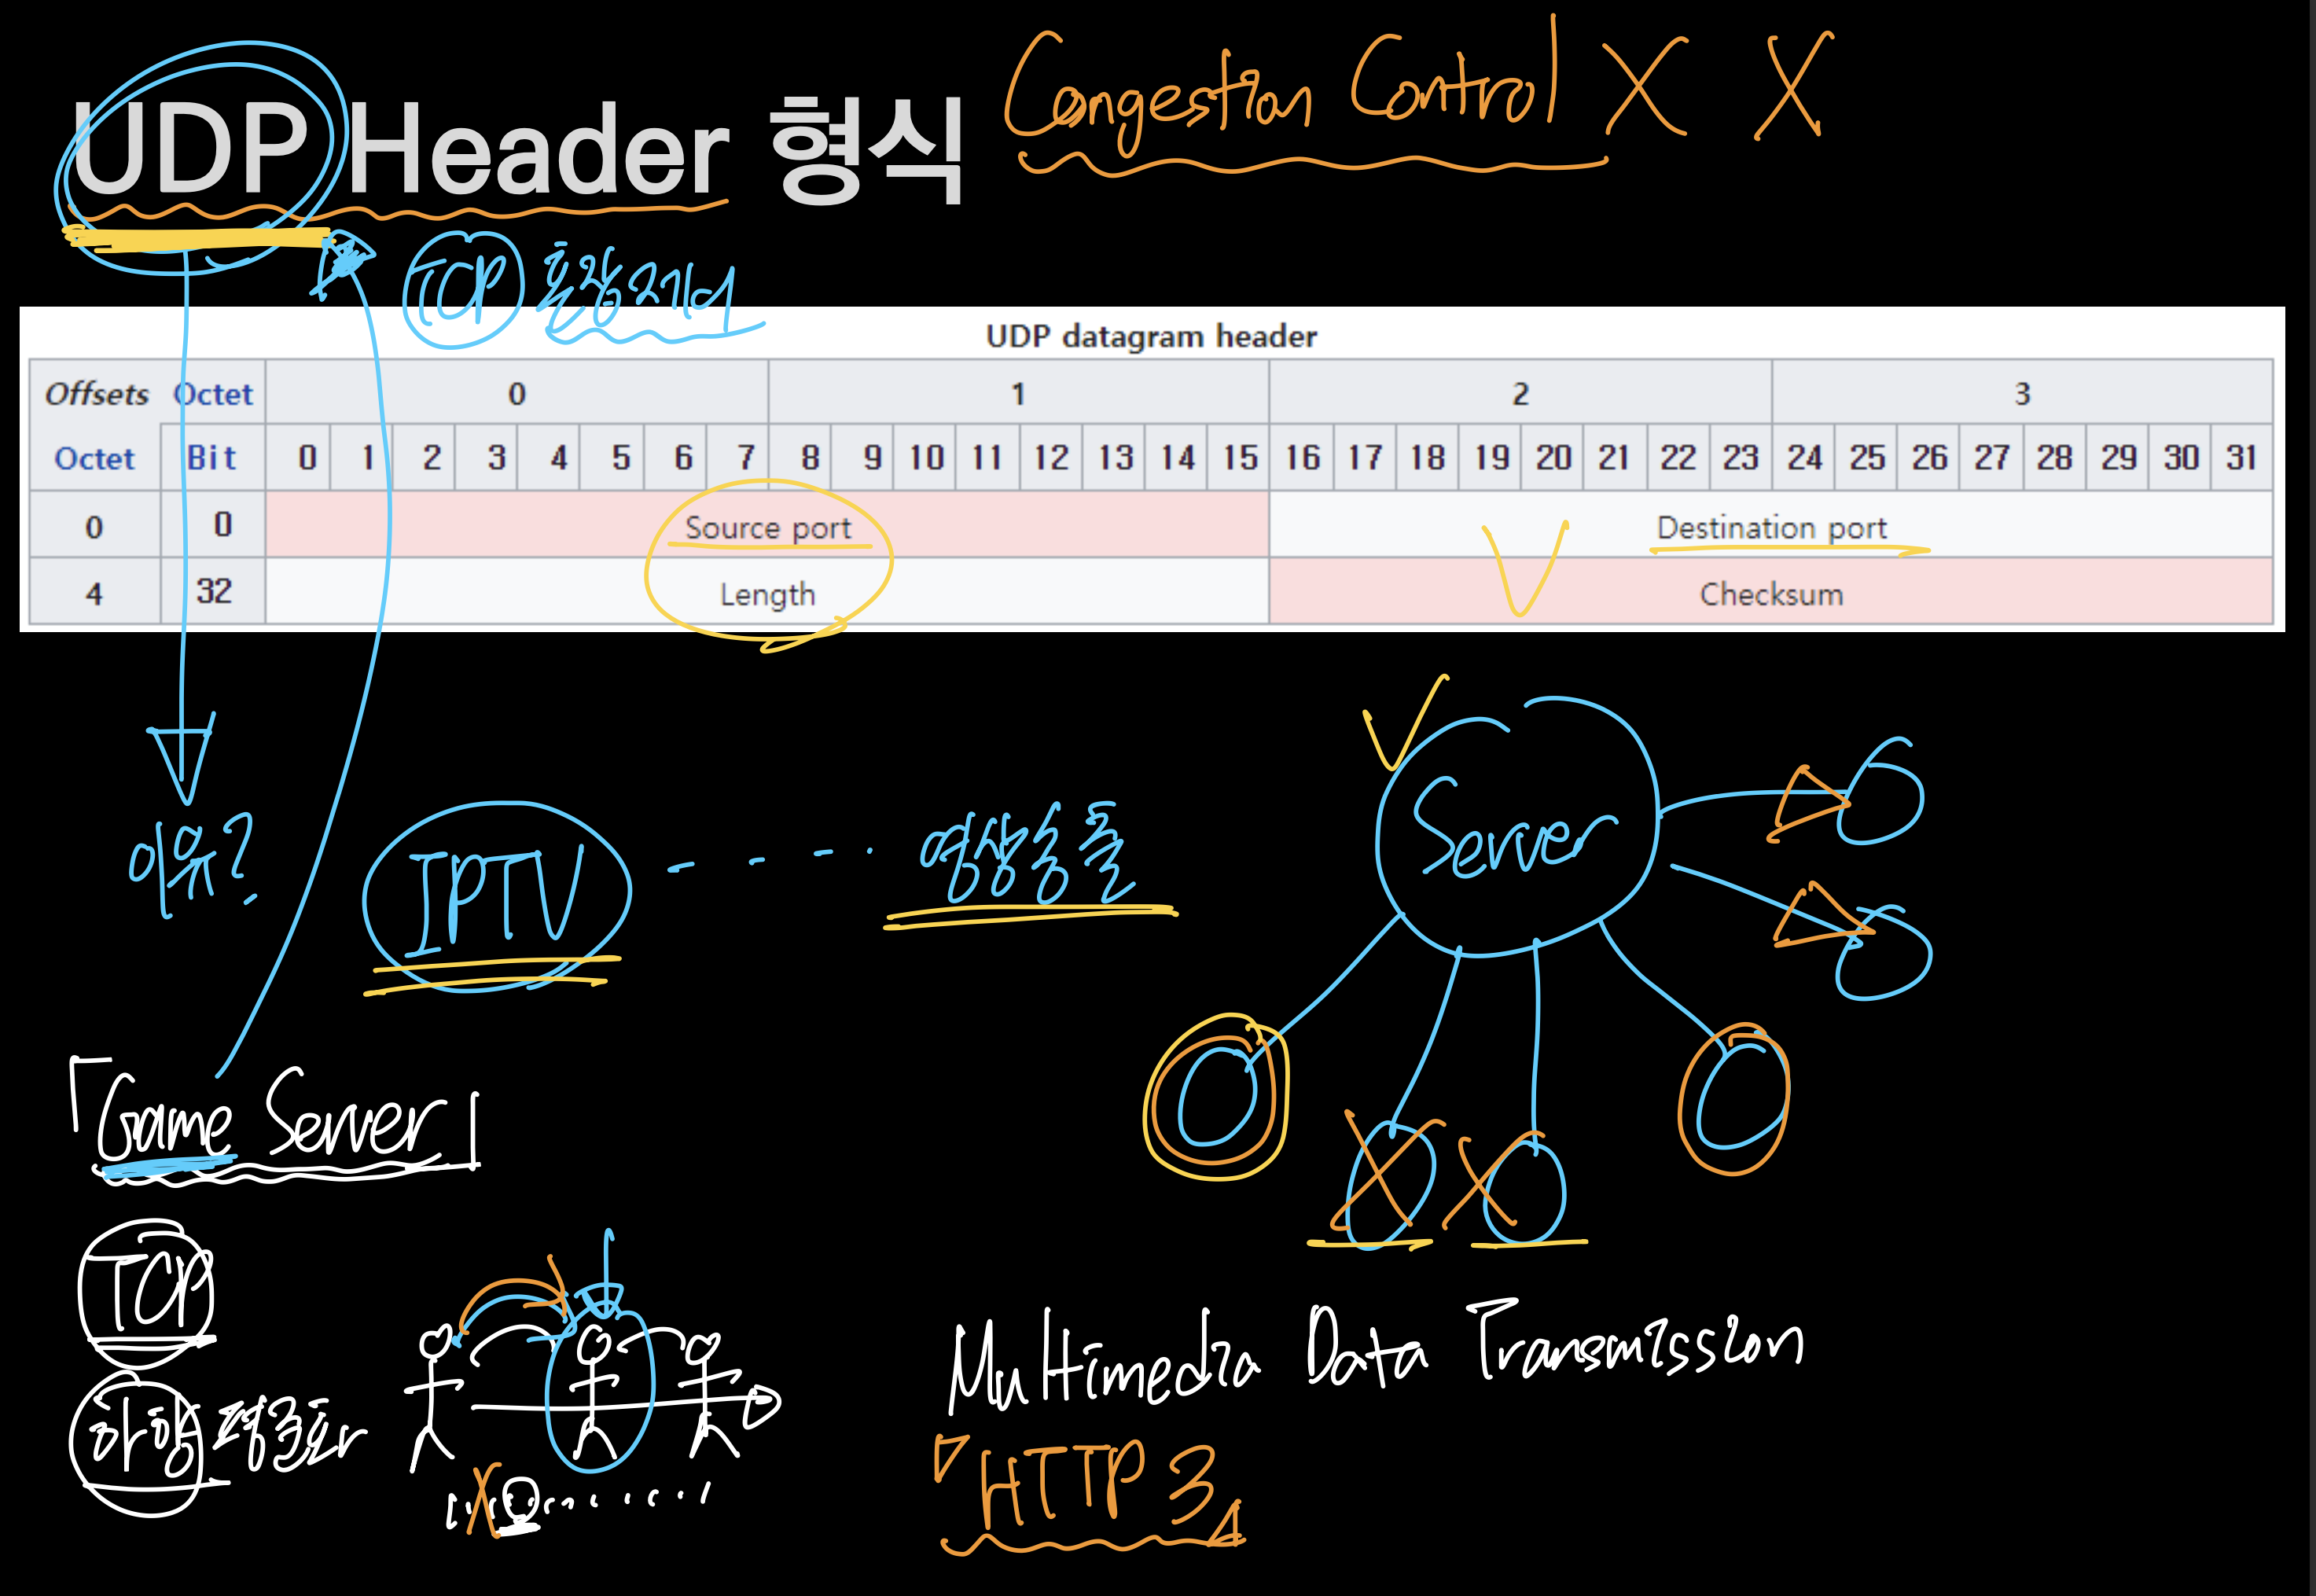 UDP Header 형식
Congestion Control X X
TCP 혼잡제어
UDP datagram header
Offsets Octet 0 1 2 3
Octet Bit 0 1 2 3 4 5 6 7 8 9 10 11 12 13 14 15 16 17 18 19 20 21 22 23 24 25 26 27 28 29 30 31
0 0 Source port Destination port
4 32 Length Checksum
이유?
IPTV
영상송출
Server
「Game Server」
TCP
하향평준화
Multimedia Data Transmission
HTTP 3